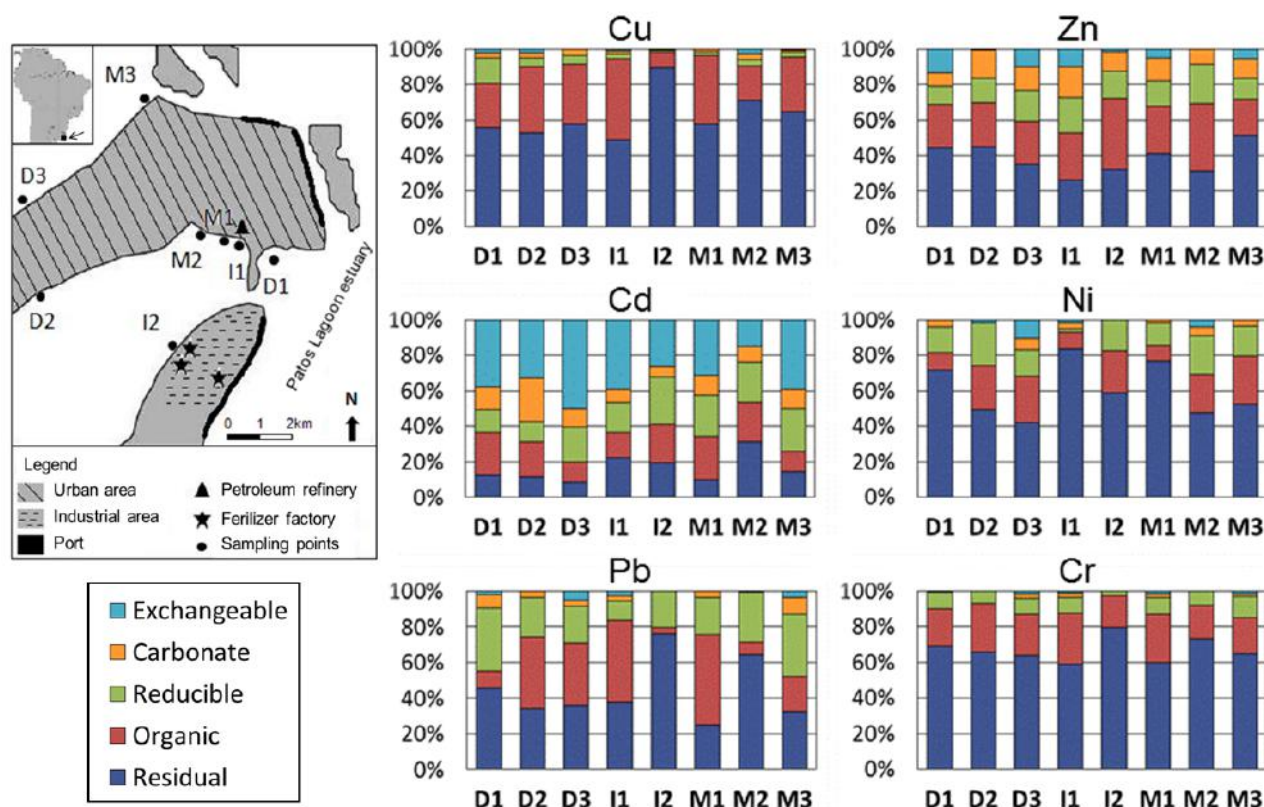 M3
D3
M1
M2
I1
D1
D2
I2
Patos Lagoon estuary
0 1 2km
N
Legend
Urban area
Petroleum refinery
Industrial area
Ferilizer factory
Port
Sampling points
Excheangeable
Carbonate
Reducible
Organic
Residual
Cu
100%
80%
60%
40%
20%
0%
D1 D2 D3 I1 I2 M1 M2 M3
Zn
100%
80%
60%
40%
20%
0%
D1 D2 D3 I1 I2 M1 M2 M3
Cd
100%
80%
60%
40%
20%
0%
D1 D2 D3 I1 I2 M1 M2 M3
Ni
100%
80%
60%
40%
20%
0%
D1 D2 D3 I1 I2 M1 M2 M3
Pb
100%
80%
60%
40%
20%
0%
D1 D2 D3 I1 I2 M1 M2 M3
Cr
100%
80%
60%
40%
20%
0%
D1 D2 D3 I1 I2 M1 M2 M3